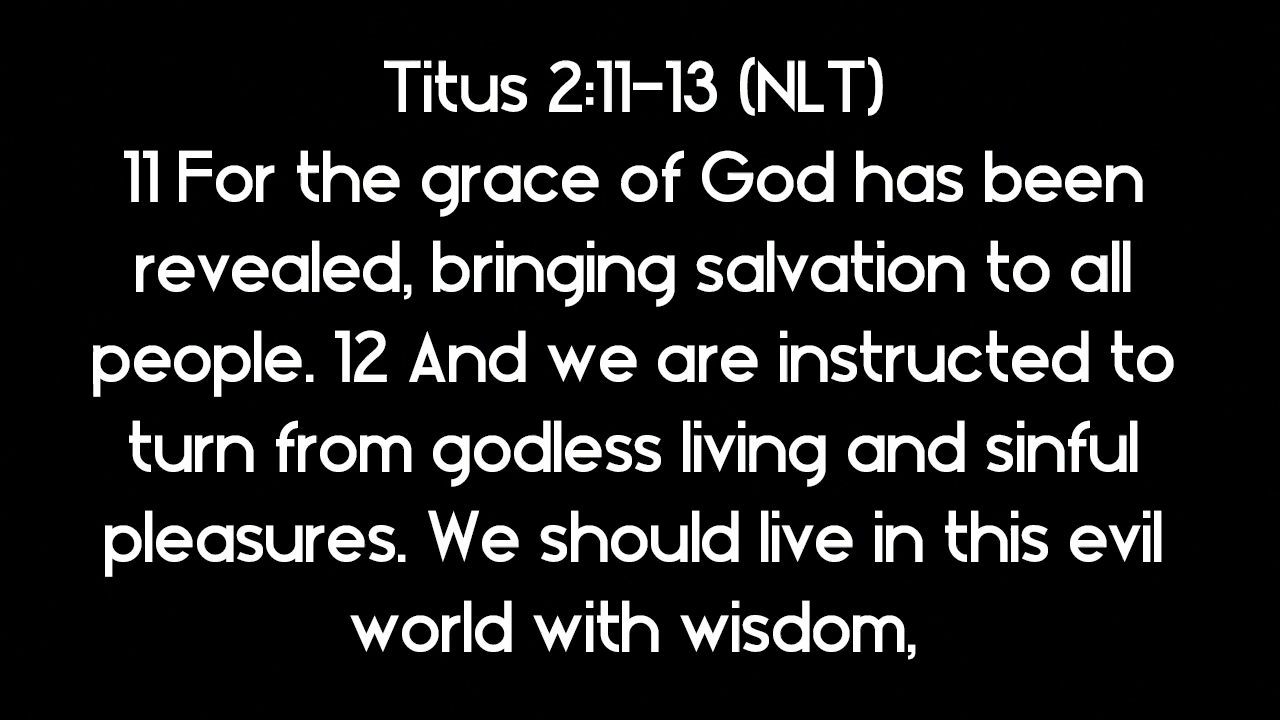 Titus 2:11-13 (NLT)
11 For the grace of God has been
revealed, bringing salvation to all
people. 12 And we are instructed to
turn from godless living and sinful
pleasures. We should live in this evil
world with wisdom,